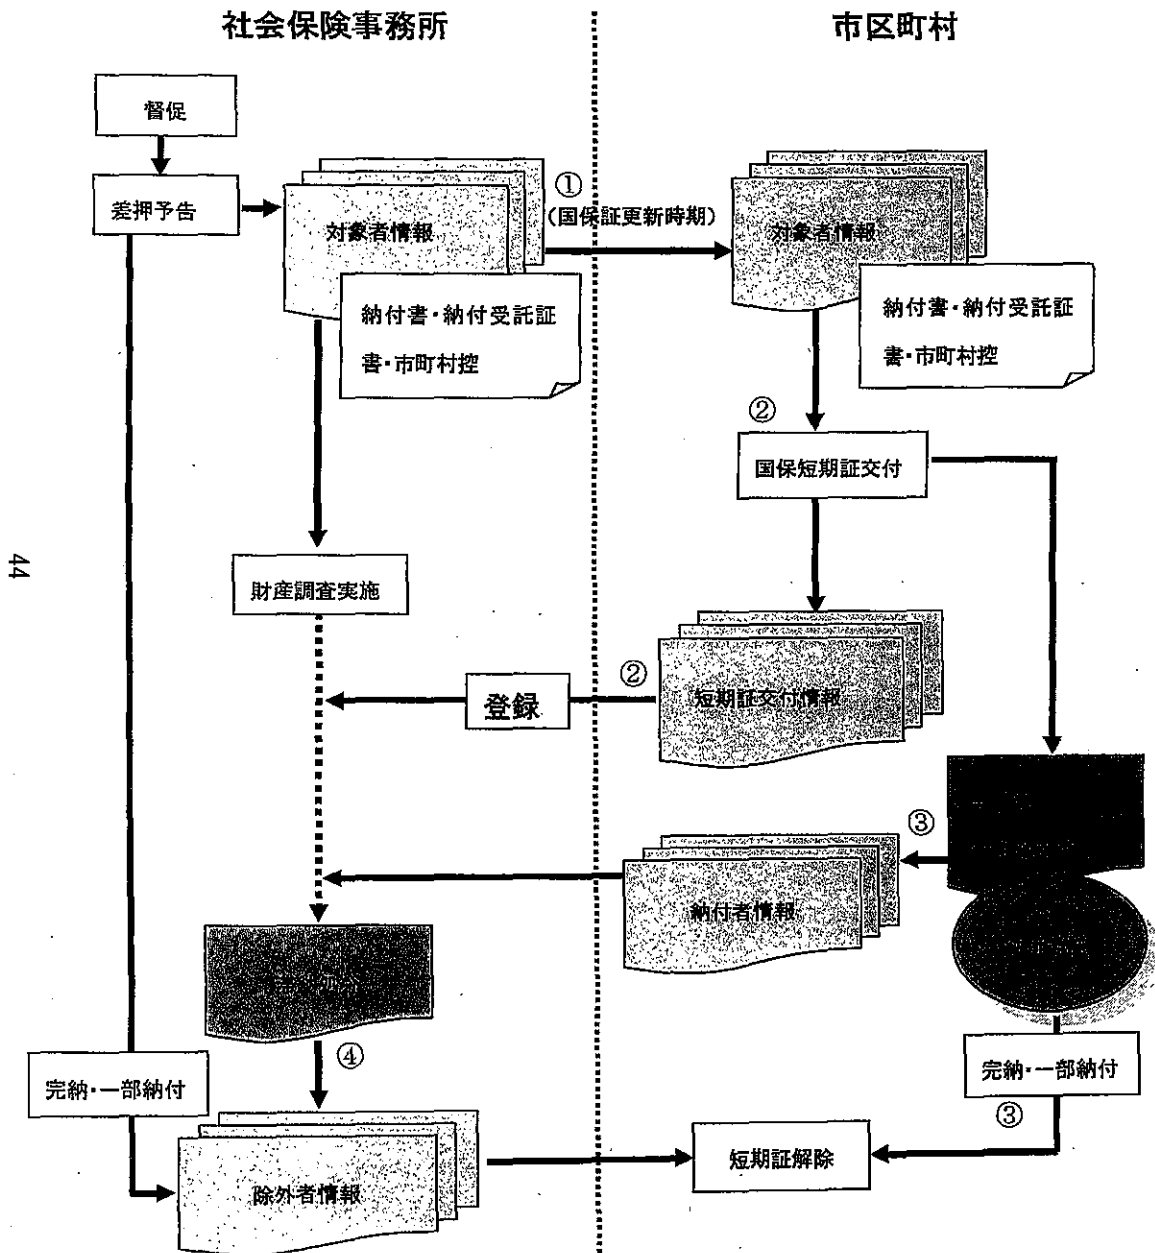 社会保険事務所
市区町村
督促
差押予告
対象者情報
納付書・納付受託証
書・市町村控
①
（国保証更新時期）
対象者情報
納付書・納付受託証
書・市町村控
②
国保短期証交付
財産調査実施
短期証交付情報
②
登録
③
納付者情報
④
完納・一部納付
除外者情報
完納・一部納付
③
短期証解除
44